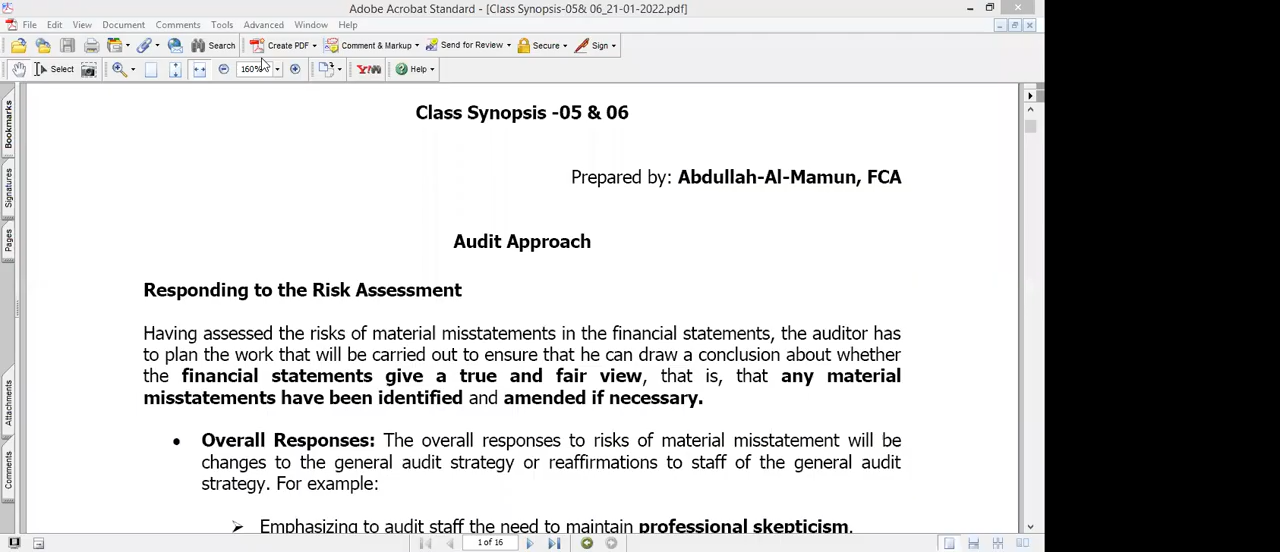 Adobe Acrobat Standard - [Class Synopsis-05& 06_21-01-2022.pdf]
File Edit View Document Comments Tools Advanced Window Help
Search Create PDF Comment & Markup Send for Review Secure Sign
Select 160% Y! Help
Class Synopsis -05 & 06
Prepared by: Abdullah-Al-Mamun, FCA
Audit Approach
Responding to the Risk Assessment
Having assessed the risks of material misstatements in the financial statements, the auditor has
to plan the work that will be carried out to ensure that he can draw a conclusion about whether
the financial statements give a true and fair view, that is, that any material
misstatements have been identified and amended if necessary.
• Overall Responses: The overall responses to risks of material misstatement will be
changes to the general audit strategy or reaffirmations to staff of the general audit
strategy. For example:
➢ Emphasizing to audit staff the need to maintain professional skepticism.
Bookmarks
Signatures
Pages
Attachments
Comments
1 of 16